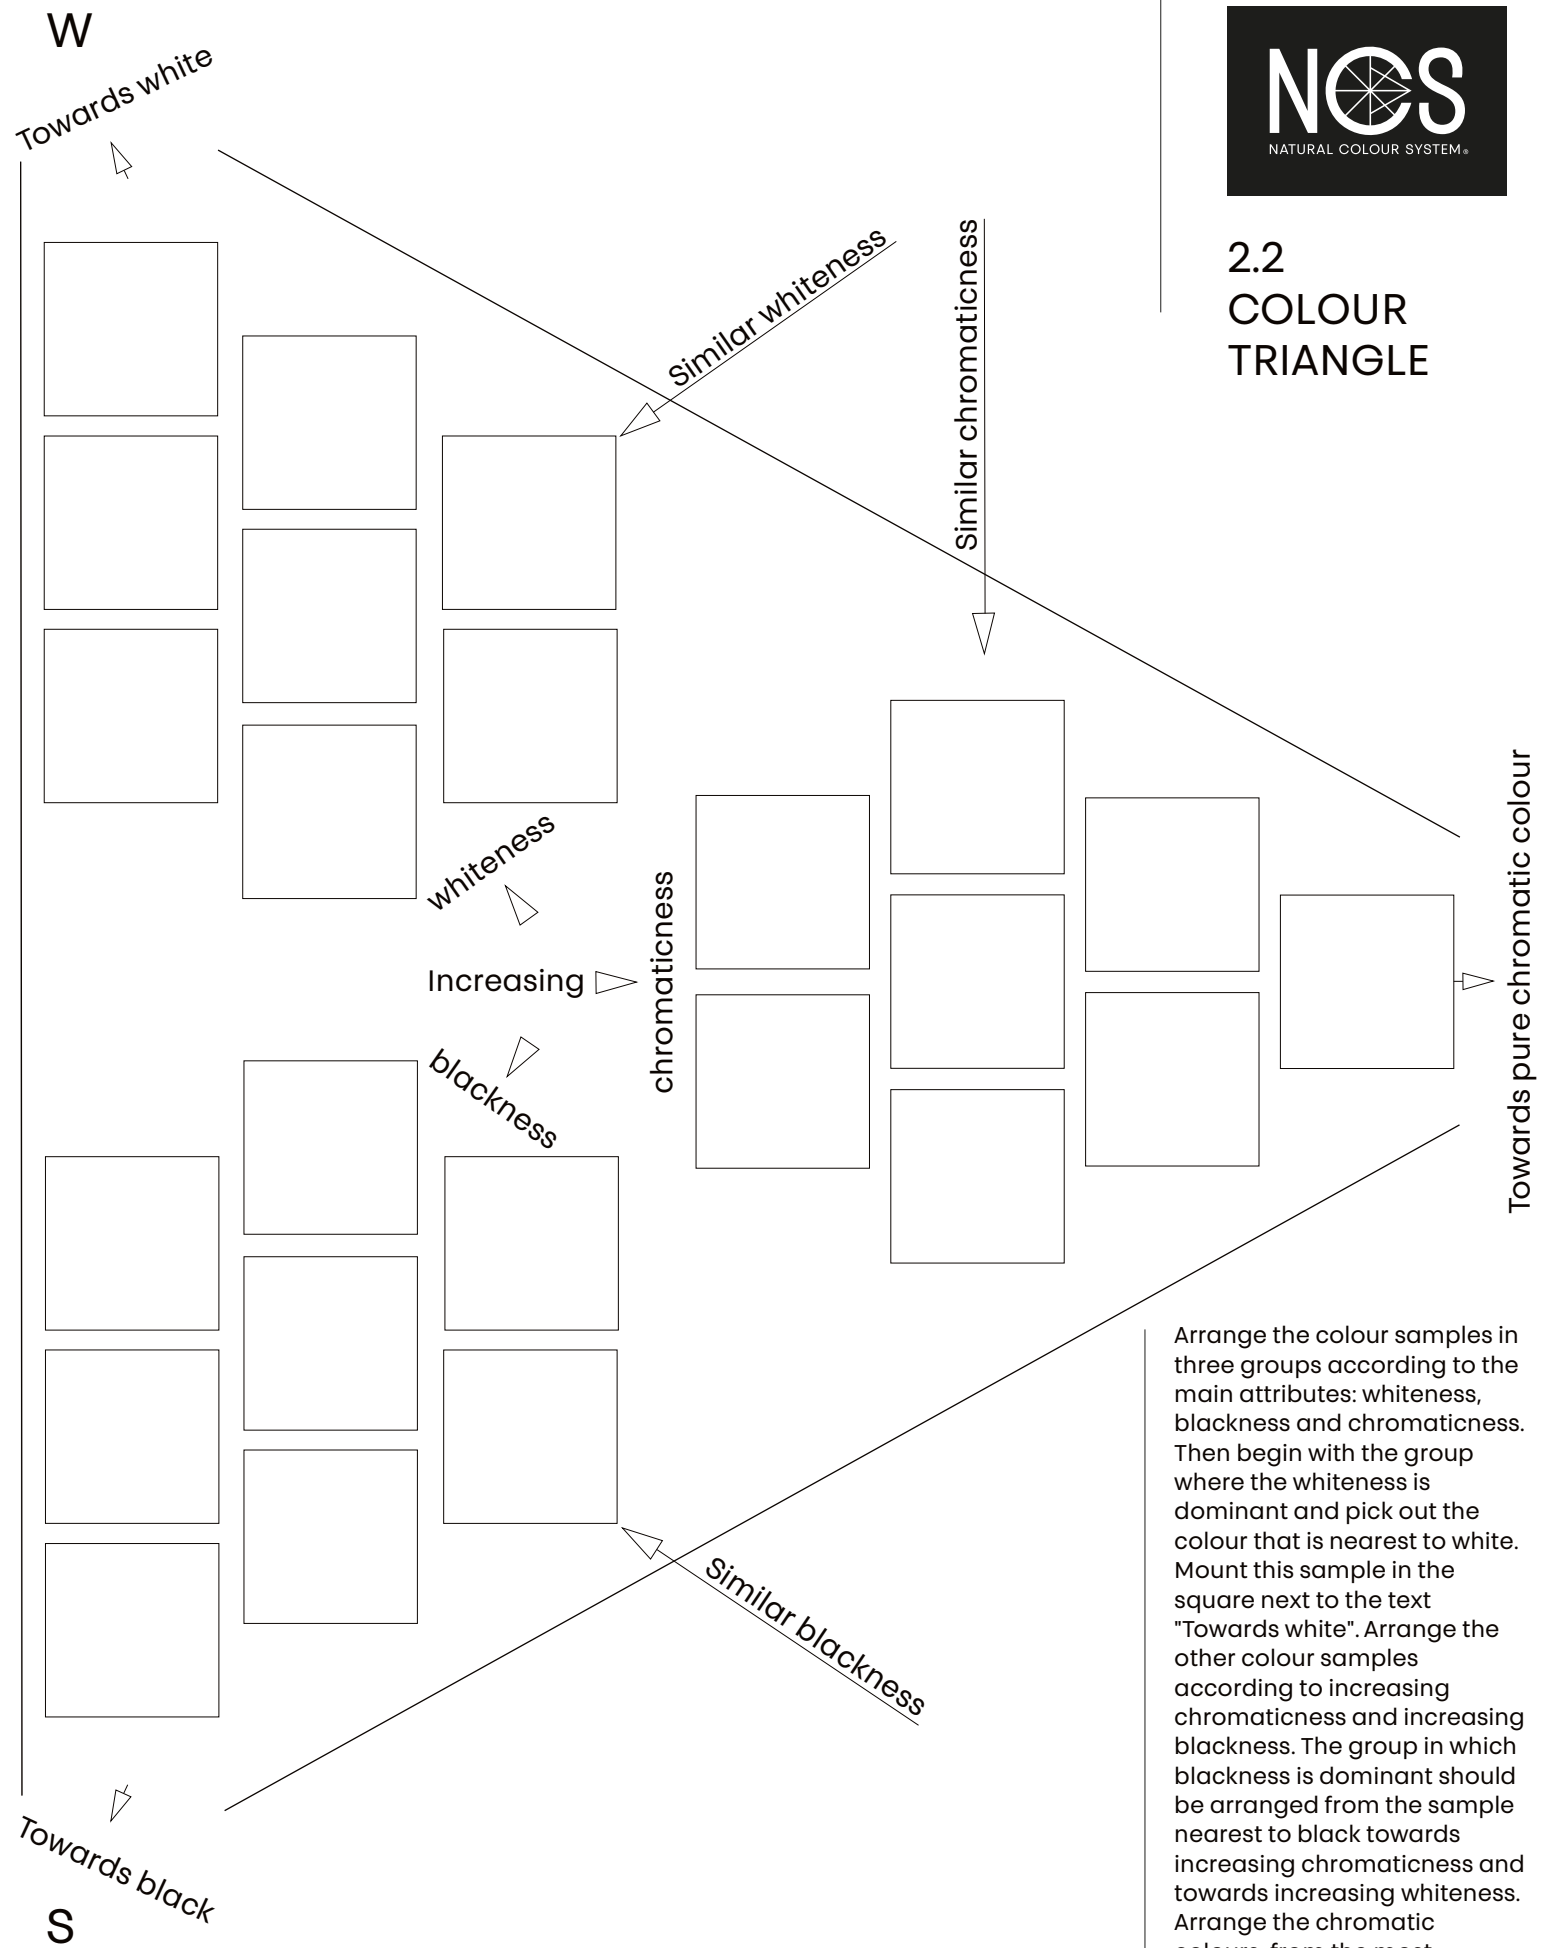 W
Towards white
NCS
NATURAL COLOUR SYSTEM®
2.2
COLOUR
TRIANGLE
Similar whiteness
Similar chromaticness
whiteness
Increasing
chromaticness
blackness
Towards pure chromatic colour
Similar blackness
Towards black
S
Arrange the colour samples in
three groups according to the
main attributes: whiteness,
blackness and chromaticness.
Then begin with the group
where the whiteness is
dominant and pick out the
colour that is nearest to white.
Mount this sample in the
square next to the text
"Towards white". Arrange the
other colour samples
according to increasing
chromaticness and increasing
blackness. The group in which
blackness is dominant should
be arranged from the sample
nearest to black towards
increasing chromaticness and
towards increasing whiteness.
Arrange the chromatic
colours, from the most